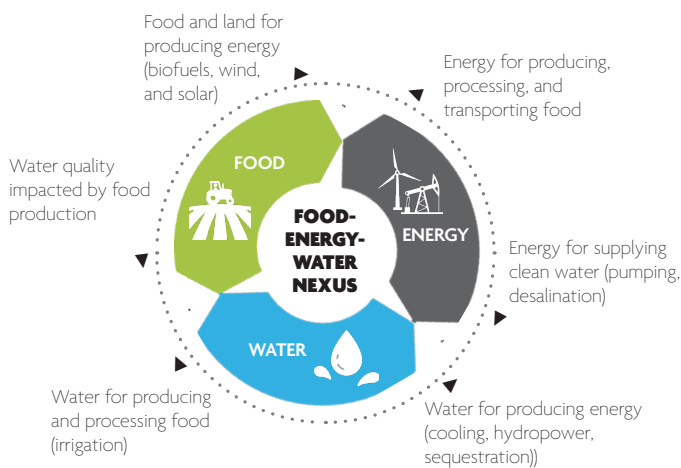 Food and land for
producing energy
(biofuels, wind,
and solar)
Energy for producing,
processing, and
transporting food
Water quality
impacted by food
production
FOOD
ENERGY
FOOD-
ENERGY-
WATER
NEXUS
Energy for supplying
clean water (pumping,
desalination)
WATER
Water for producing
and processing food
(irrigation)
Water for producing energy
(cooling, hydropower,
sequestration))